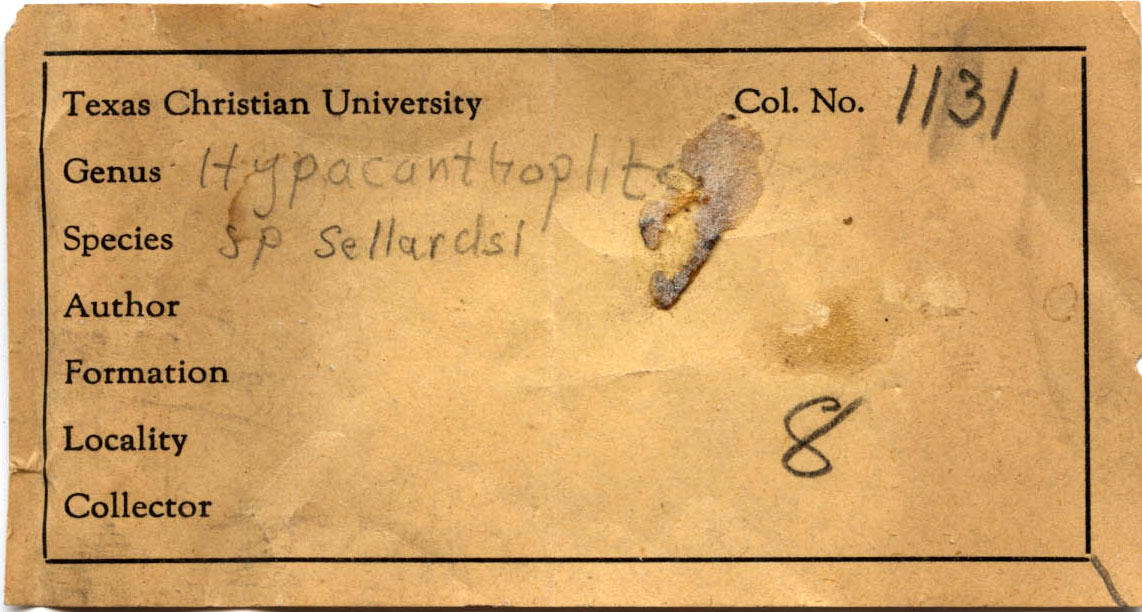 Texas Christian University Col. No. 1131
Genus Hypacanthoplites
Species sp sellardsi
Author
Formation
Locality
8
Collector